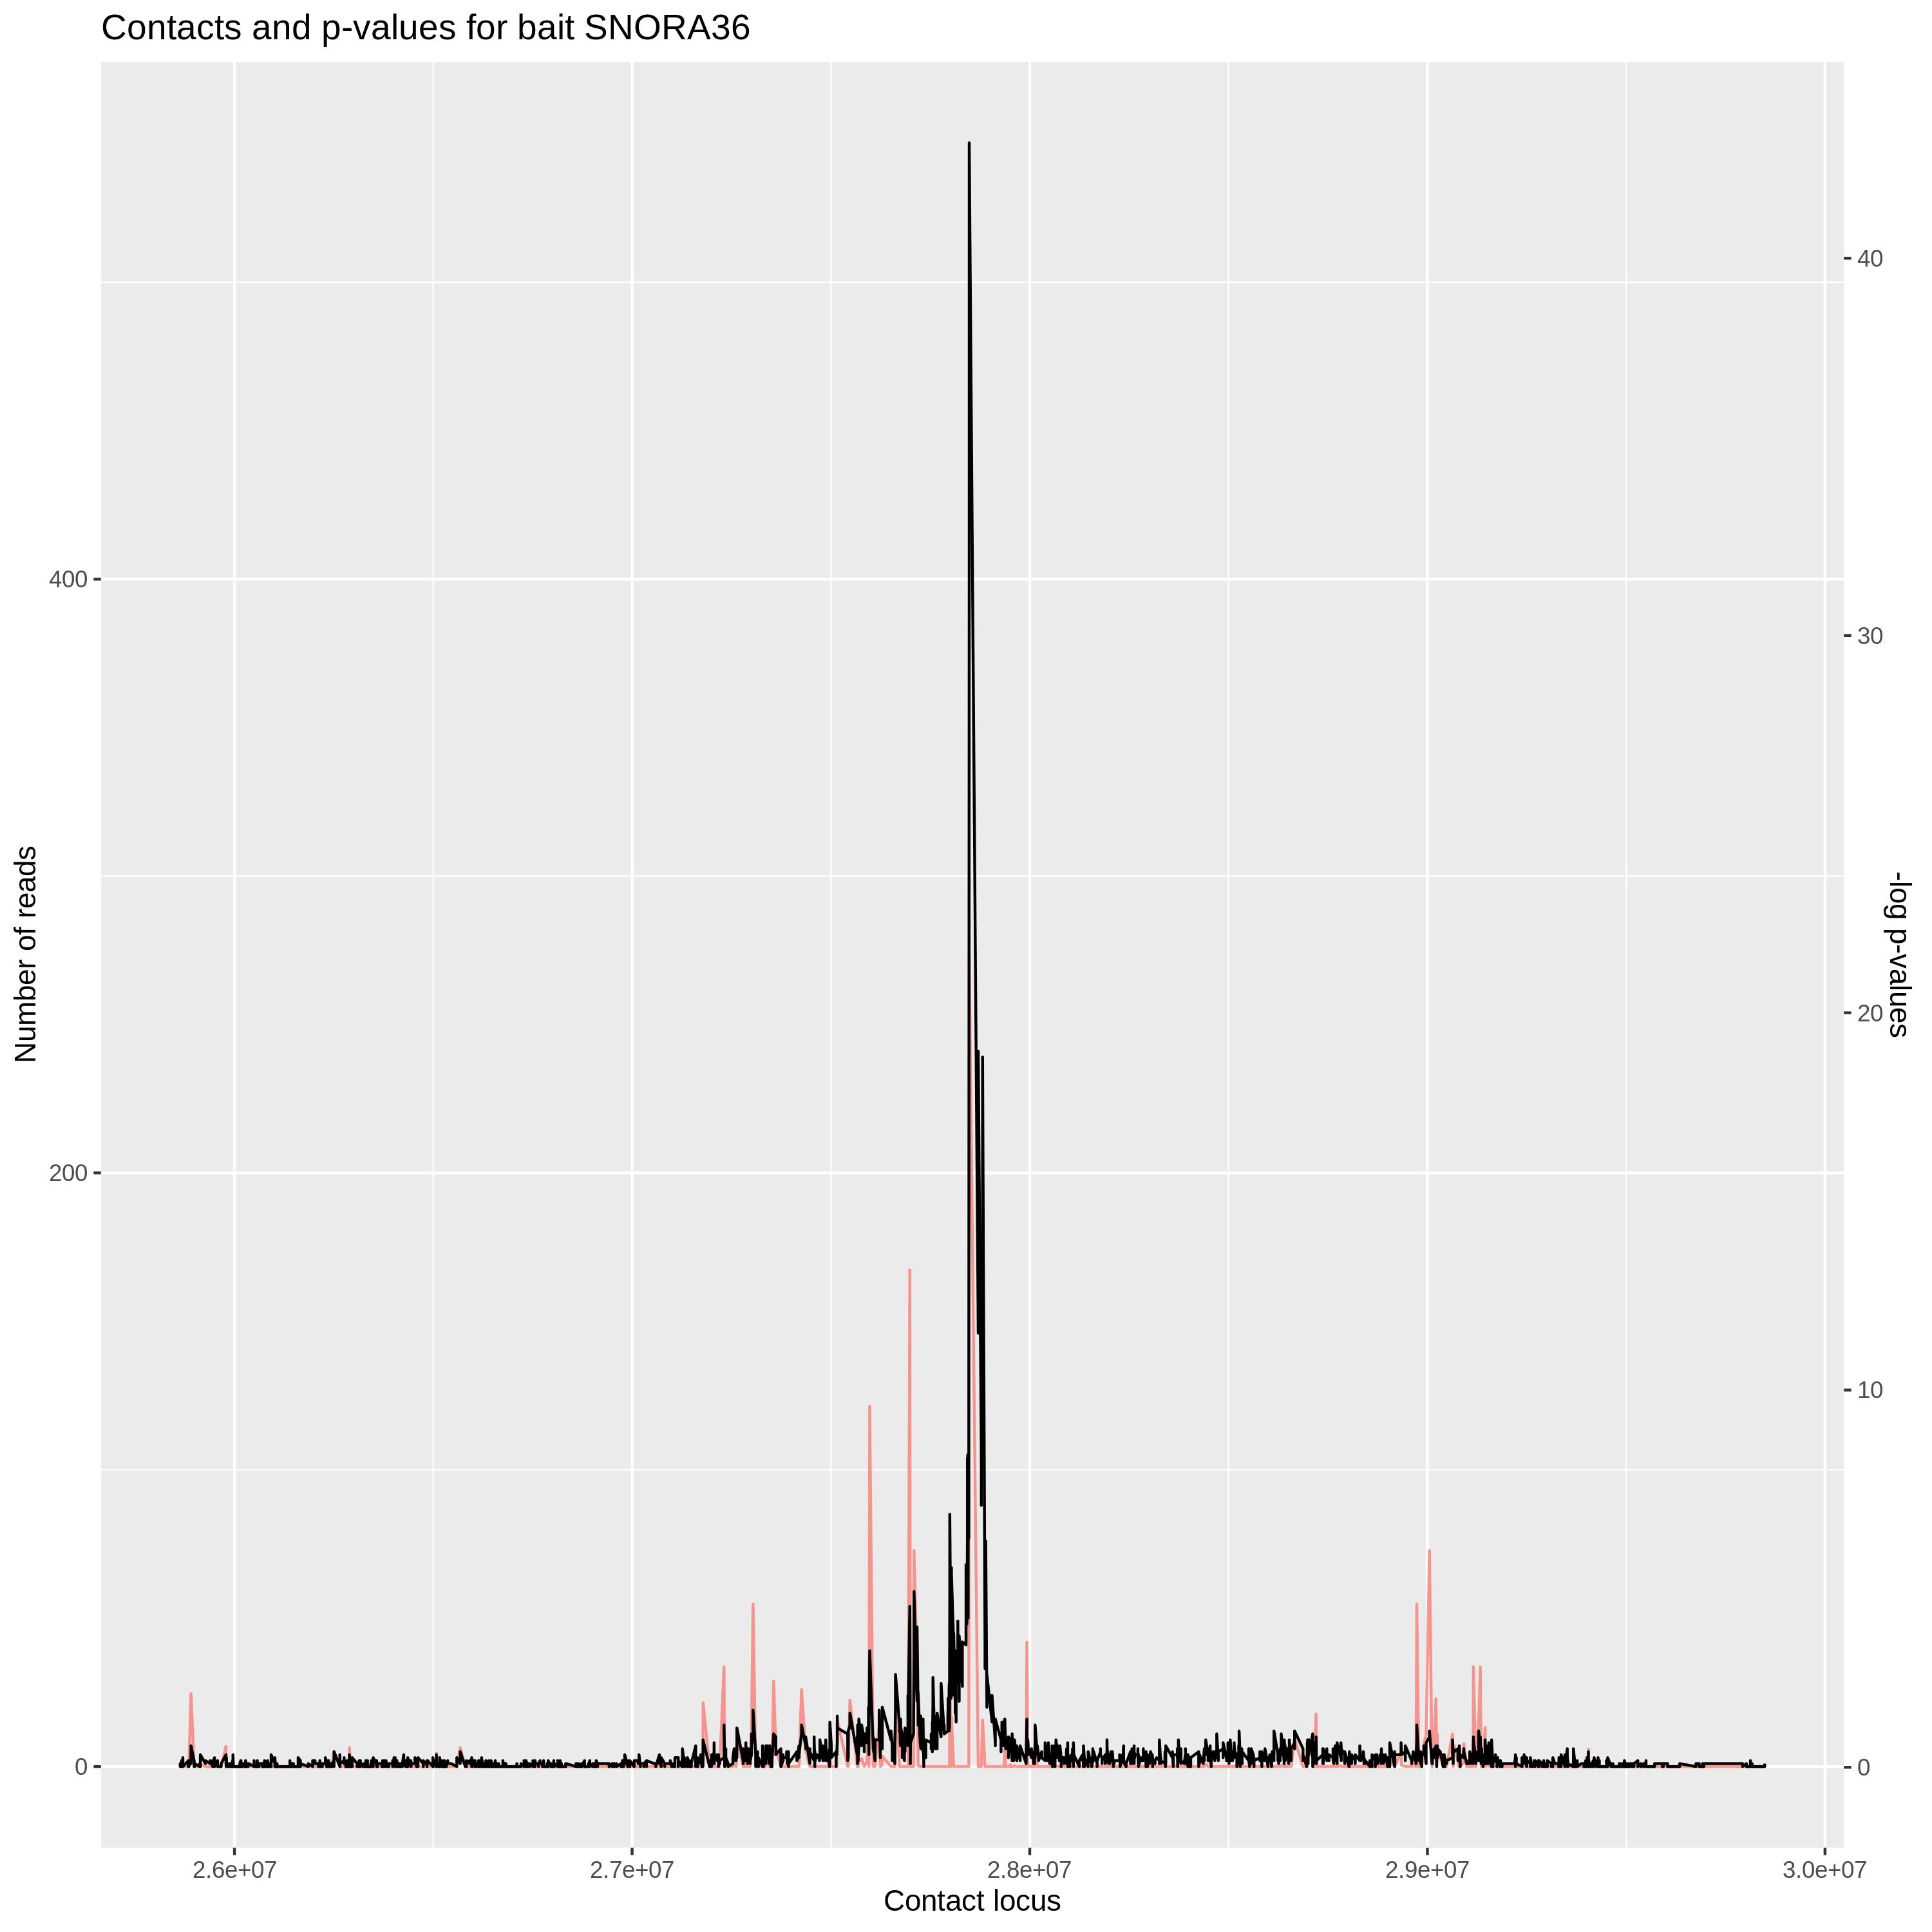 Contacts and p-values for bait SNORA36
Number of reads
400
200
0
40
30
20
10
0
-log p-values
2.6e+07
2.7e+07
2.8e+07
2.9e+07
3.0e+07
Contact locus